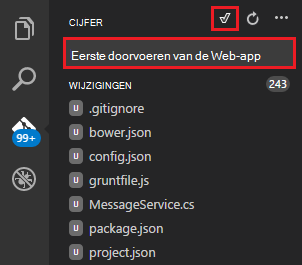 CIJFER
Eerste doorvoeren van de Web-app
WIJZIGINGEN 243
U .gitignore
U bower.json
99+ U config.json
U gruntfile.js
U MessageService.cs
U package.json
U project.json